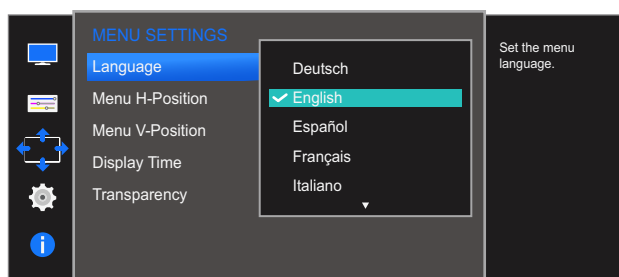 MENU SETTINGS
Language
Menu H-Position
Menu V-Position
Display Time
Transparency
Deutsch
English
Español
Français
Italiano
Set the menu
language.